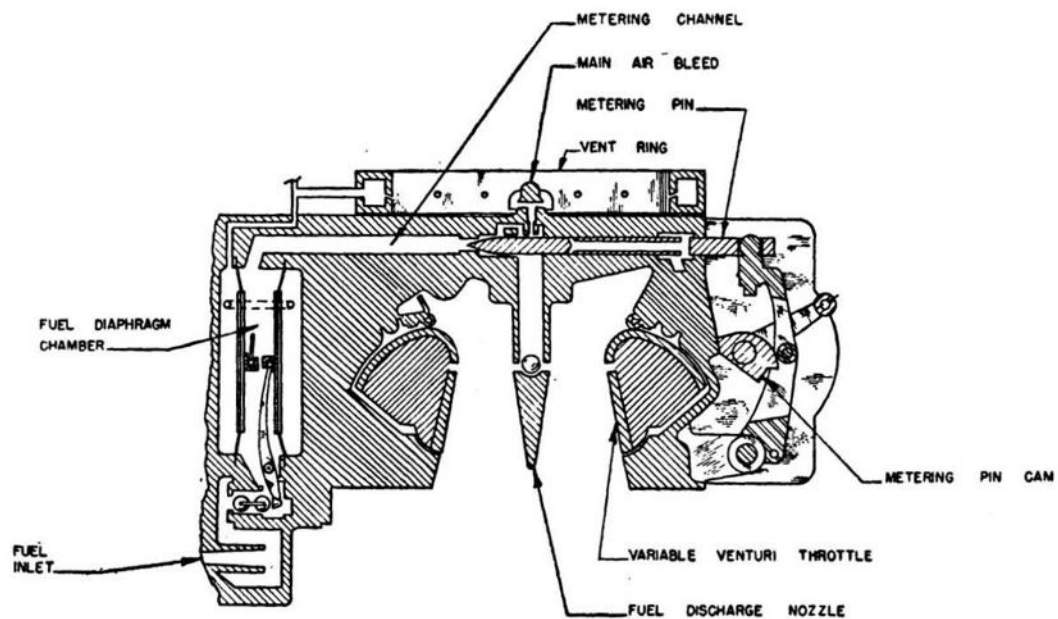 METERING CHANNEL
MAIN AIR BLEED
METERING PIN
VENT RING
FUEL DIAPHRAGM
CHAMBER
METERING PIN CAM
FUEL
INLET
VARIABLE VENTURI THROTTLE
FUEL DISCHARGE NOZZLE